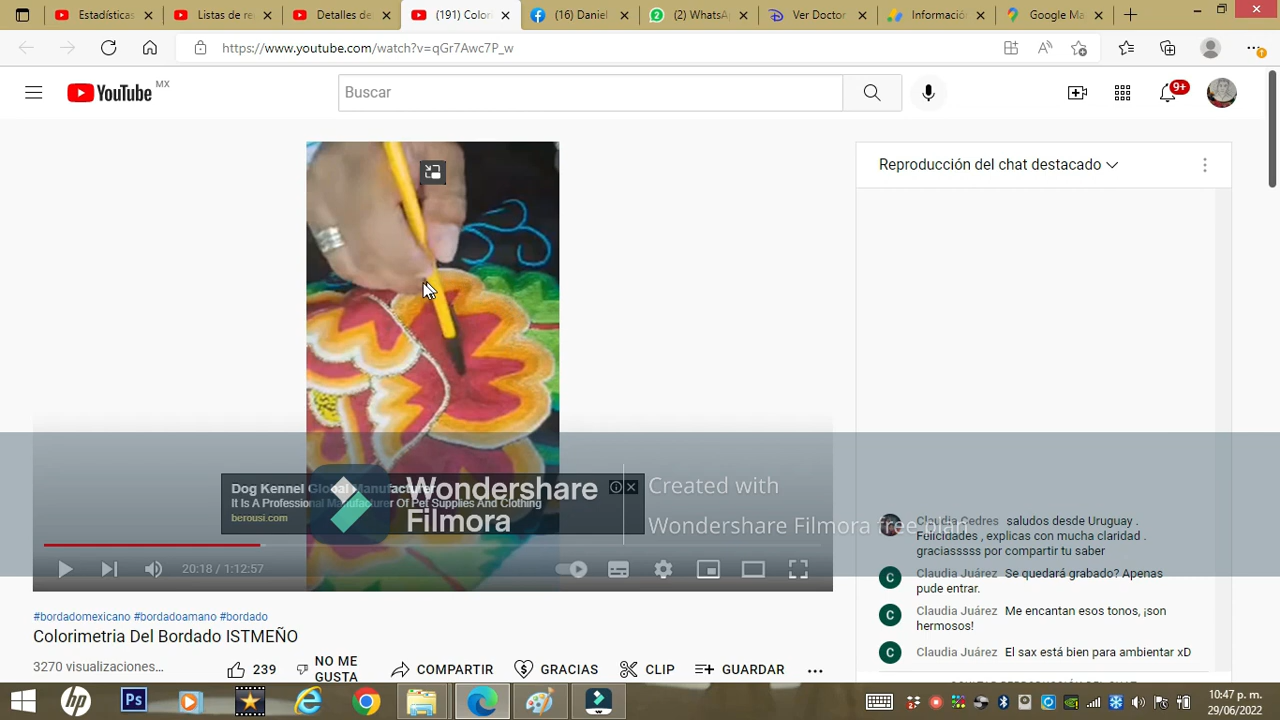 Estadísticas
Listas de re
Detalles de
(191) Color
(16) Daniel
(2) WhatsA
Ver Doctor
Información
Google Ma
https://www.youtube.com/watch?v=qGr7Awc7P_w
YouTube MX
Buscar
9+
Reproducción del chat destacado
Dog Kennel Global Manufacturer
It Is A Professional Manufacturer Of Pet Supplies And Clothing
berousi.com
Wondershare
Filmora
Created with
Wondershare Filmora free plan
Claudia Cedres saludos desde Uruguay .
Felicidades , explicas con mucha claridad .
graciasssss por compartir tu saber
C Claudia Juárez Se quedará grabado? Apenas
pude entrar.
C Claudia Juárez Me encantan esos tonos, ¡son
hermosos!
C Claudia Juárez El sax está bien para ambientar xD
20:18 / 1:12:57
#bordadomexicano #bordadoamano #bordado
Colorimetria Del Bordado ISTMEÑO
3270 visualizaciones...
239
NO ME
GUSTA
COMPARTIR
GRACIAS
CLIP
GUARDAR
hp
Ps
10:47 p. m.
29/06/2022